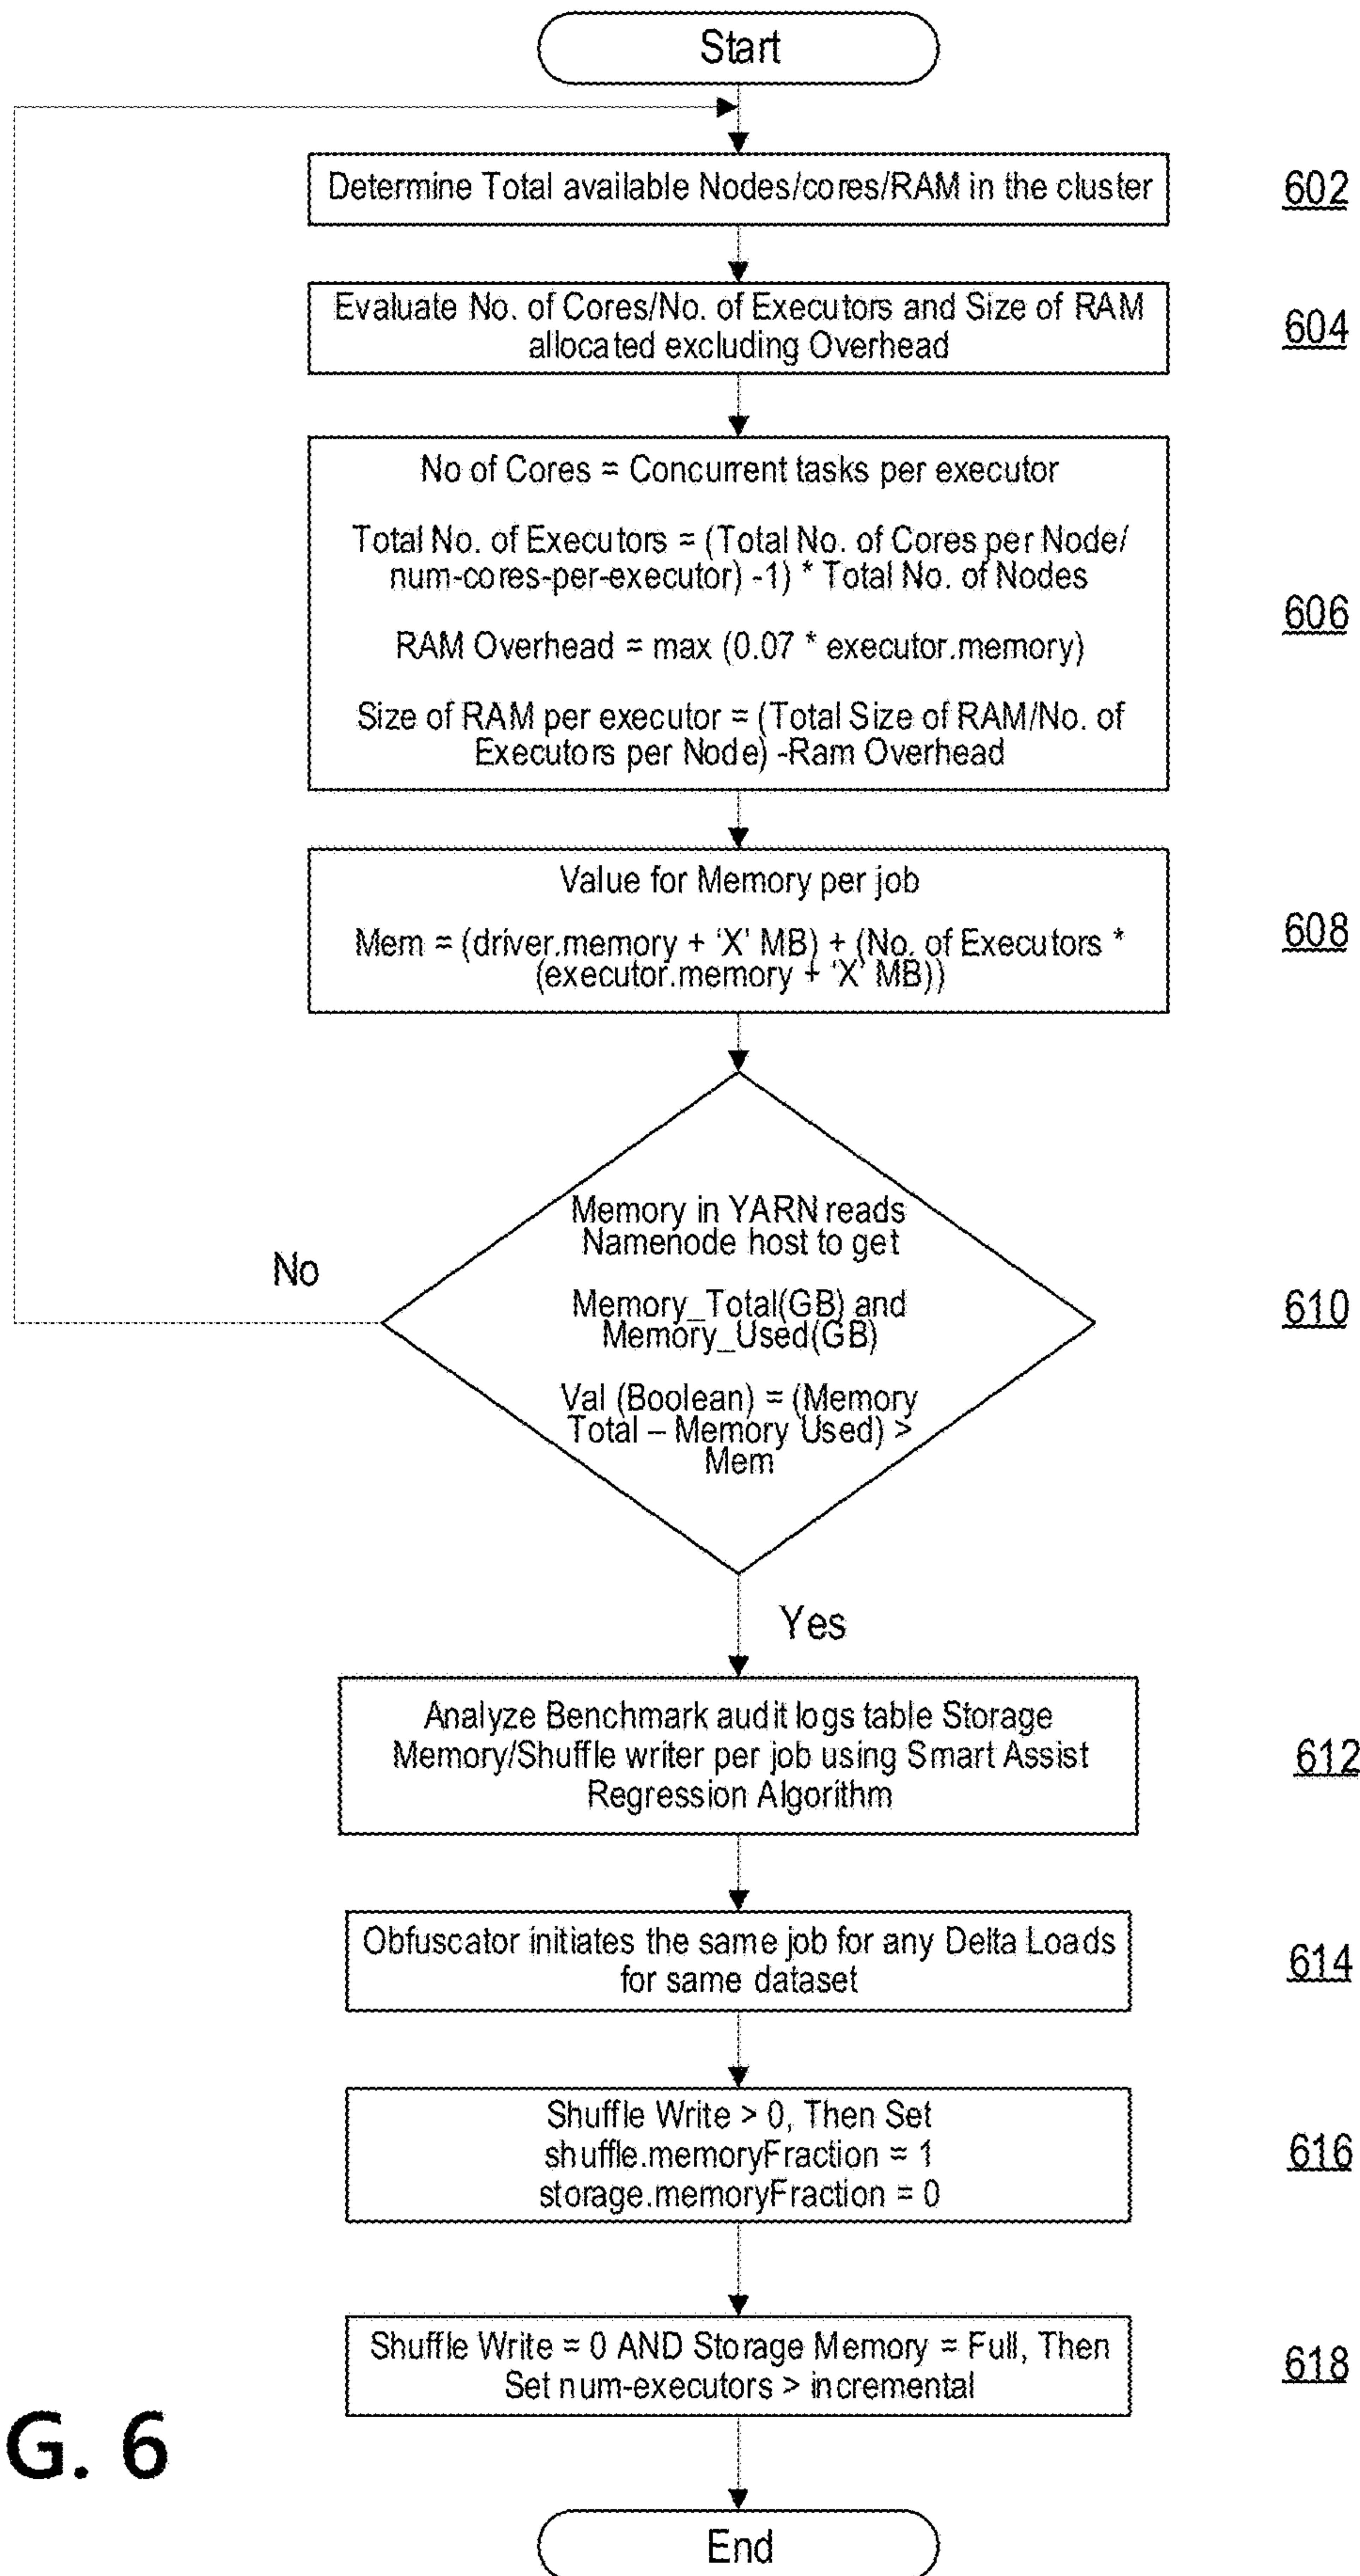 Start
Determine Total available Nodes/cores/RAM in the cluster
602
Evaluate No. of Cores/No. of Executors and Size of RAM
allocated excluding Overhead
604
No of Cores = Concurrent tasks per executor
Total No. of Executors = (Total No. of Cores per Node/
num-cores-per-executor) -1) * Total No. of Nodes
RAM Overhead = max (0.07 * executor.memory)
Size of RAM per executor = (Total Size of RAM/No. of
Executors per Node) -Ram Overhead
606
Value for Memory per job
Mem = (driver.memory + ‘X’ MB) + (No. of Executors *
(executor.memory + ‘X’ MB))
608
Memory in YARN reads
Namenode host to get
Memory_Total(GB) and
Memory_Used(GB)
Val (Boolean) = (Memory
Total – Memory Used) >
Mem
No
610
Yes
Analyze Benchmark audit logs table Storage
Memory/Shuffle writer per job using Smart Assist
Regression Algorithm
612
Obfuscator initiates the same job for any Delta Loads
for same dataset
614
Shuffle Write > 0, Then Set
shuffle.memoryFraction = 1
storage.memoryFraction = 0
616
Shuffle Write = 0 AND Storage Memory = Full, Then
Set num-executors > incremental
618
G. 6
End